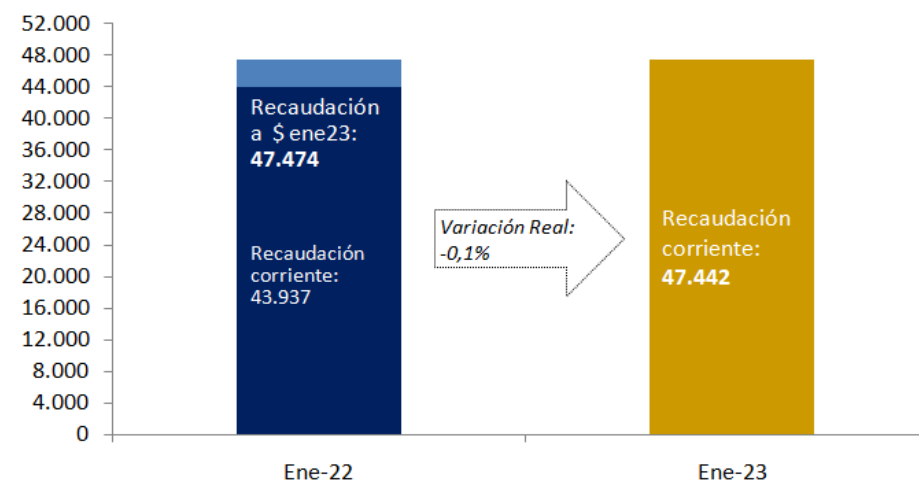 52.000
48.000
44.000
40.000
36.000
32.000
28.000
24.000
20.000
16.000
12.000
8.000
4.000
0
Recaudación
a $ ene23:
47.474
Recaudación
corriente:
43.937
Variación Real:
-0,1%
Recaudación
corriente:
47.442
Ene-22
Ene-23